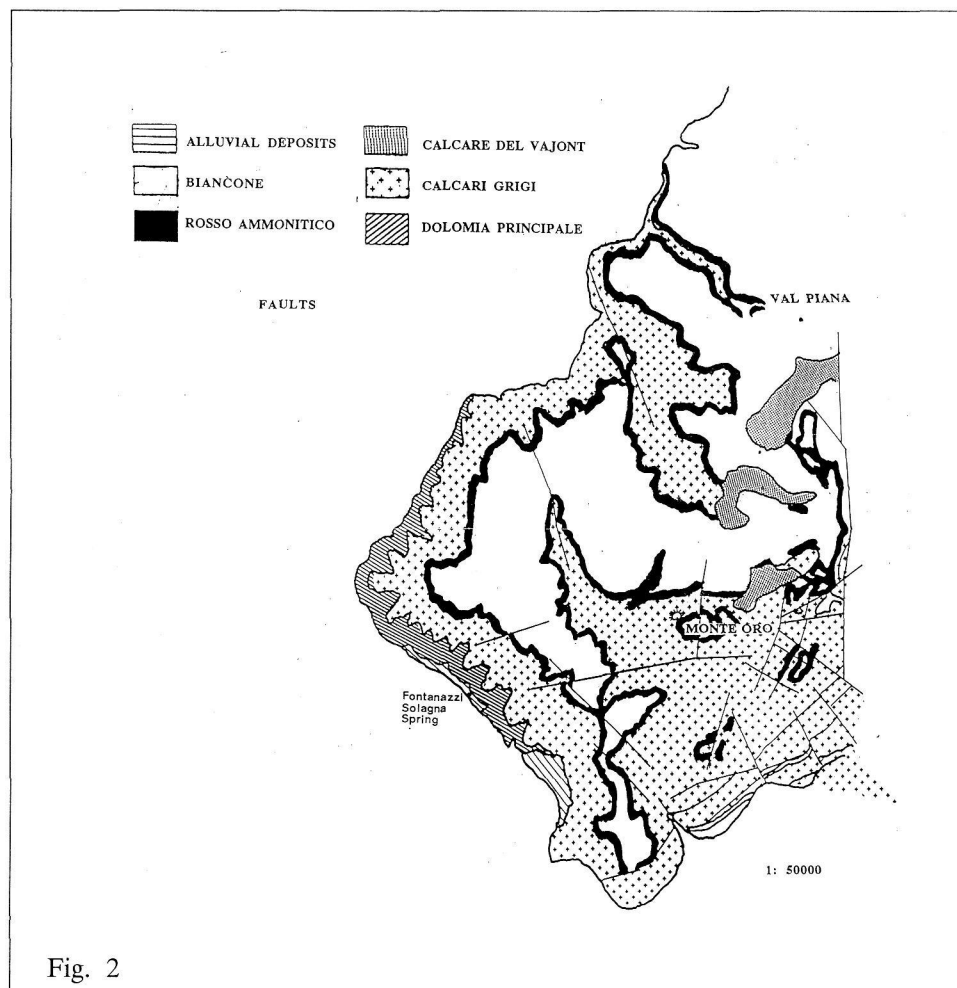 ALLUVIAL DEPOSITS
BIANCONE
ROSSO AMMONITICO
CALCARE DEL VAJONT
CALCARI GRIGI
DOLOMIA PRINCIPALE
FAULTS
VAL PIANA
MONTE ORO
Fontanazzi
Solagna
Spring
1: 50000
Fig. 2